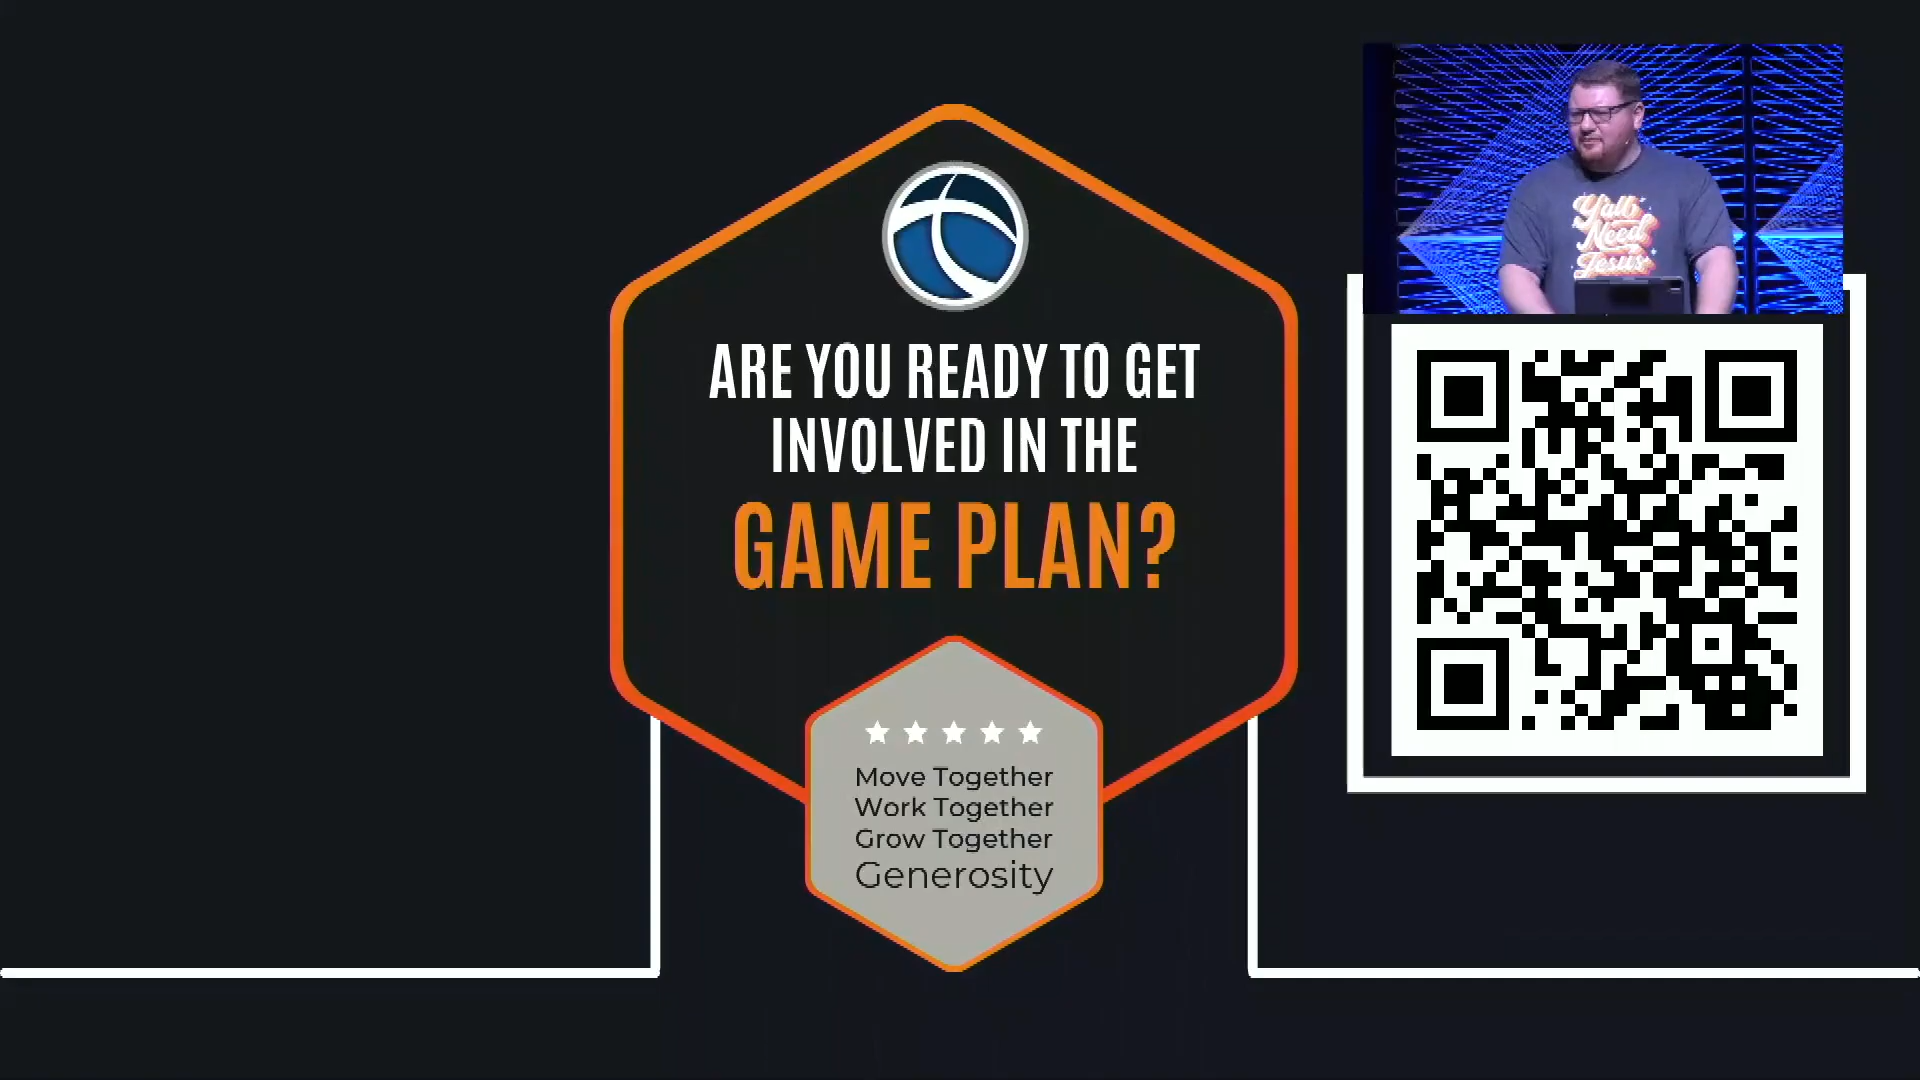 ARE YOU READY TO GET
INVOLVED IN THE
GAME PLAN?
Move Together
Work Together
Grow Together
Generosity
Y'all
Need
Jesus